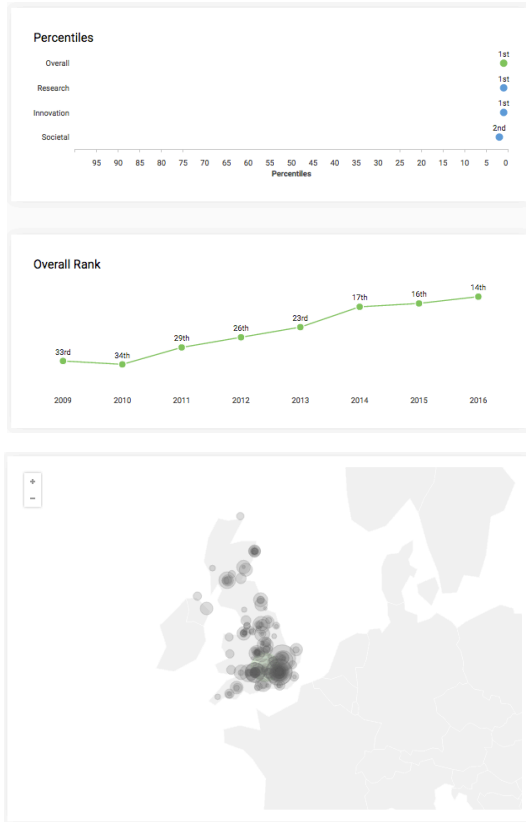 Percentiles
1st
Overall
1st
Research
1st
Innovation
2nd
Societal
95 90 85 80 75 70 65 60 55 50 45 40 35 30 25 20 15 10 5 0
Percentiles
Overall Rank
33rd 34th 29th 26th 23rd 17th 16th 14th
2009 2010 2011 2012 2013 2014 2015 2016
+
−